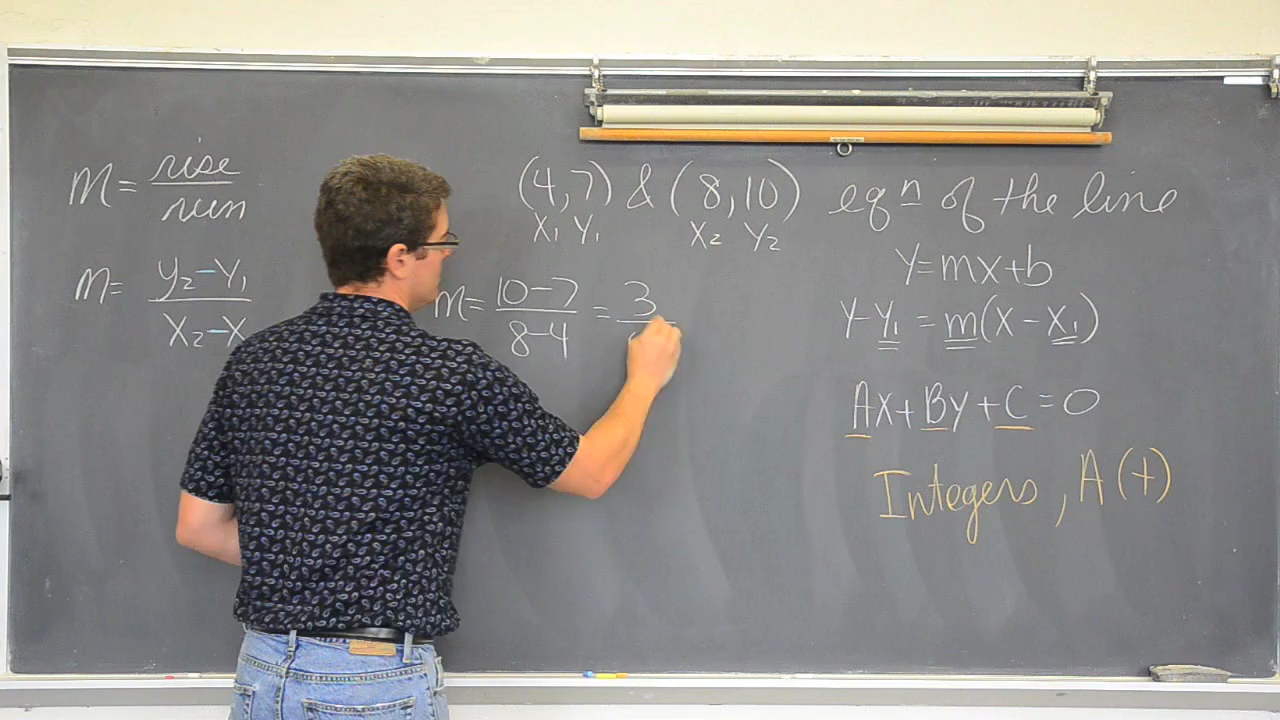 m = rise / run
m = y₂ - y₁ / x₂ - x
(4,7) & (8,10)
x₁ y₁ x₂ y₂
m = 10-7 / 8-4 = 3 /
eqn of the line
y=mx+b
y-y₁ = m(x - x₁)
Ax+By+C=0
Integers, A (+)